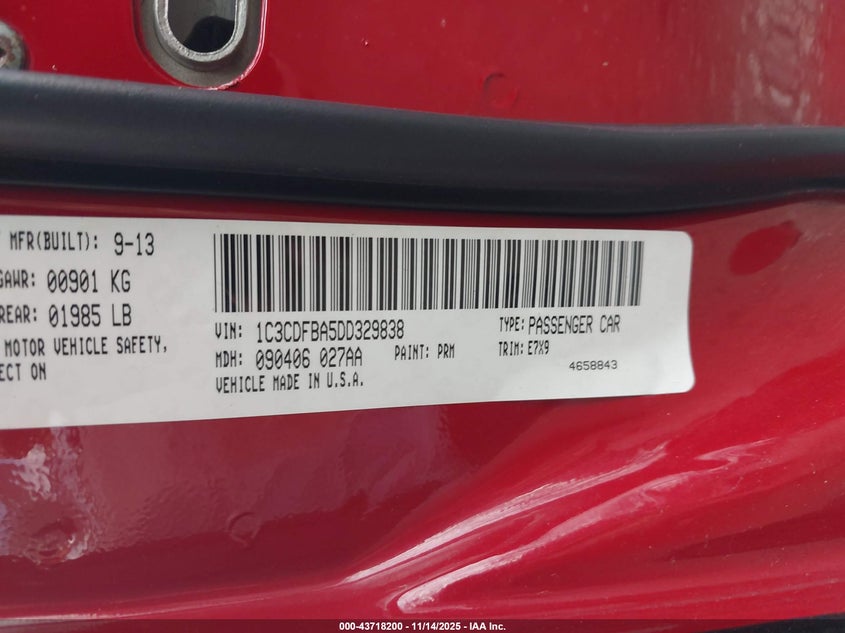 MFR(BUILT): 9-13
GAWR: 00901 KG
REAR: 01985 LB
MOTOR VEHICLE SAFETY,
ECT ON
VIN: 1C3CDFBA5DD329838
TYPE: PASSENGER CAR
MDH: 090406 027AA
PAINT: PRM
TRIM: E7X9
VEHICLE MADE IN U.S.A.
4658843
000-43718200 - 11/14/2025 - IAA Inc.